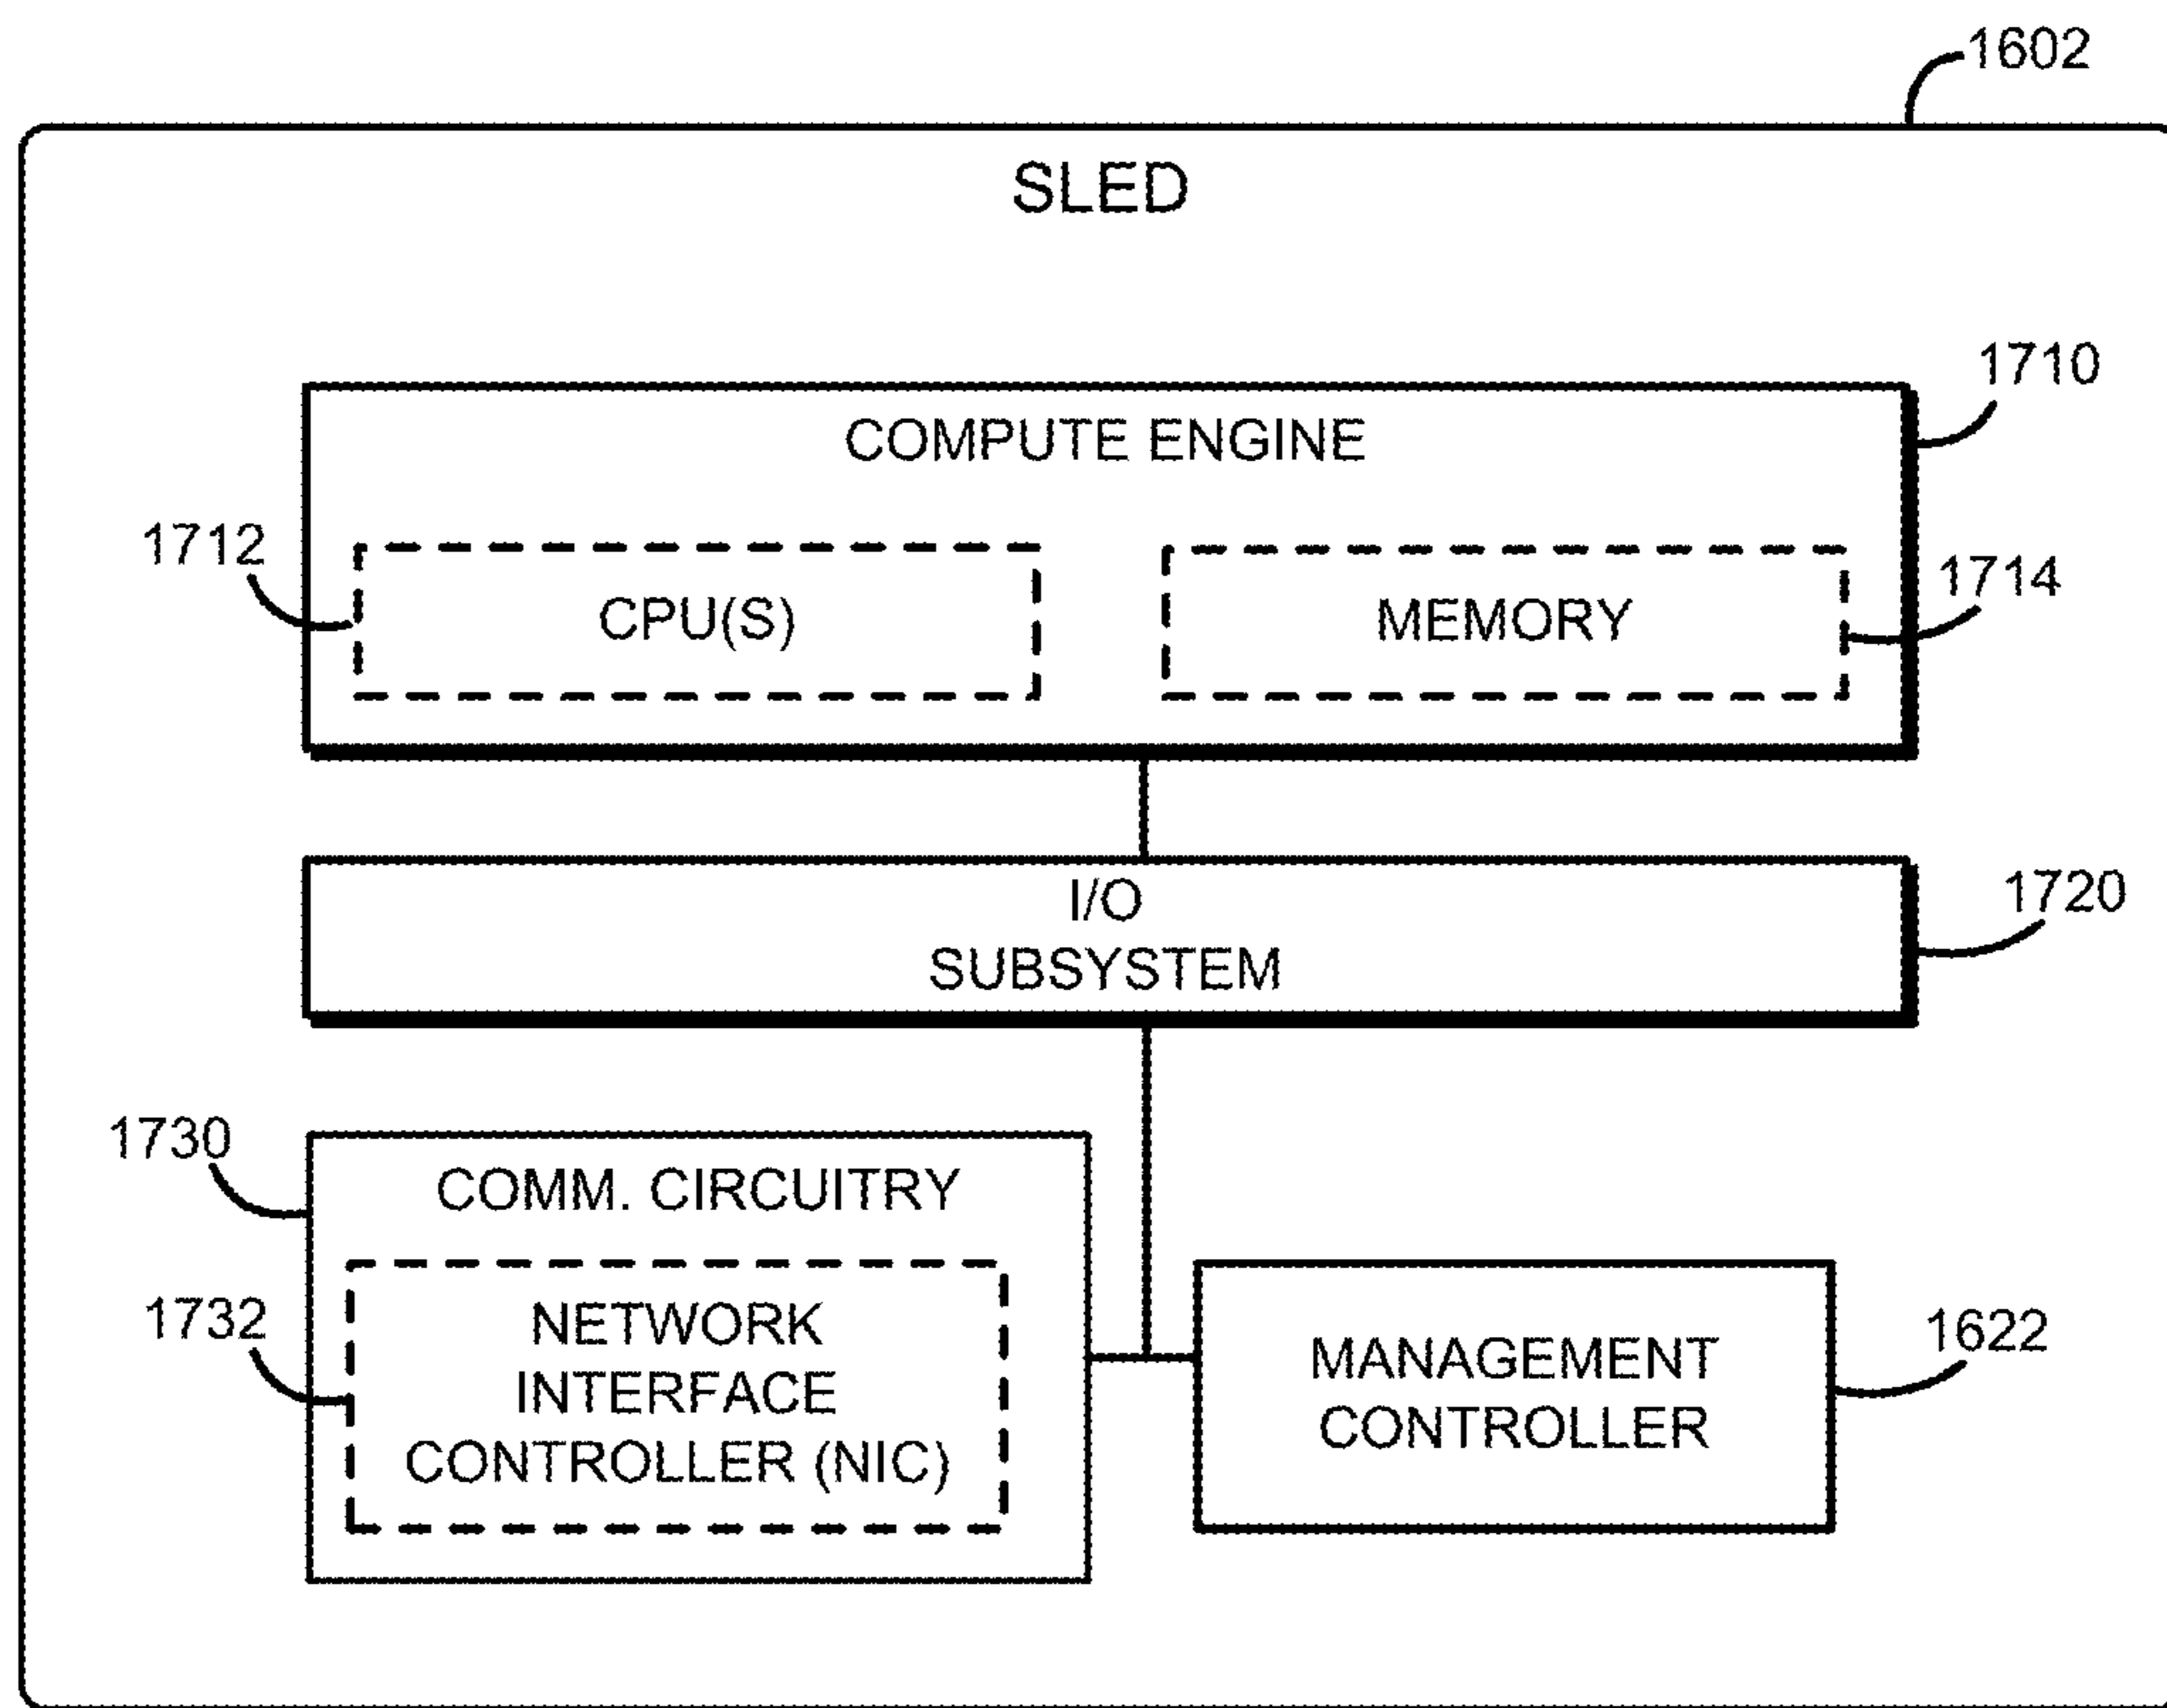 1602
SLED
1710
COMPUTE ENGINE
1712
CPU(S)
MEMORY
1714
I/O
SUBSYSTEM
1720
1730
COMM. CIRCUITRY
1732
NETWORK
INTERFACE
CONTROLLER (NIC)
MANAGEMENT
CONTROLLER
1622